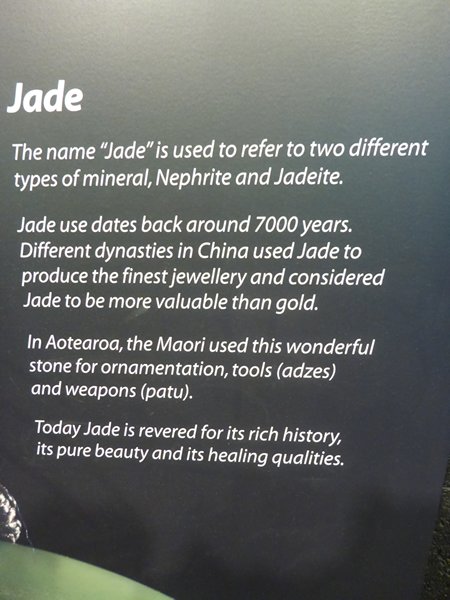 Jade
The name “Jade” is used to refer to two different
types of mineral, Nephrite and Jadeite.
Jade use dates back around 7000 years.
Different dynasties in China used Jade to
produce the finest jewellery and considered
Jade to be more valuable than gold.
In Aotearoa, the Maori used this wonderful
stone for ornamentation, tools (adzes)
and weapons (patu).
Today Jade is revered for its rich history,
its pure beauty and its healing qualities.